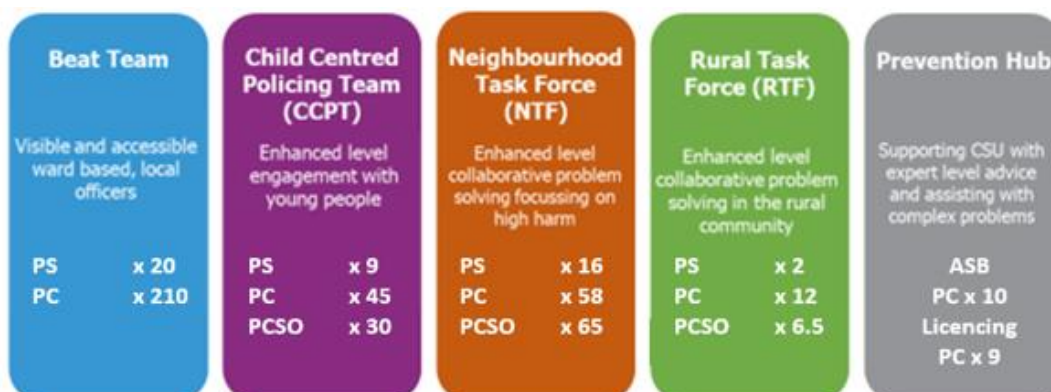 Beat Team
Visible and accessible
ward based, local
officers
PS x 20
PC x 210
Child Centred
Policing Team
(CCPT)
Enhanced level
engagement with
young people
PS x 9
PC x 45
PCSO x 30
Neighbourhood
Task Force
(NTF)
Enhanced level
collaborative problem
solving focussing on
high harm
PS x 16
PC x 58
PCSO x 65
Rural Task
Force (RTF)
Enhanced level
collaborative problem
solving in the rural
community
PS x 2
PC x 12
PCSO x 6.5
Prevention Hub
Supporting CSU with
expert level advice
and assisting with
complex problems
ASB
PC x 10
Licencing
PC x 9